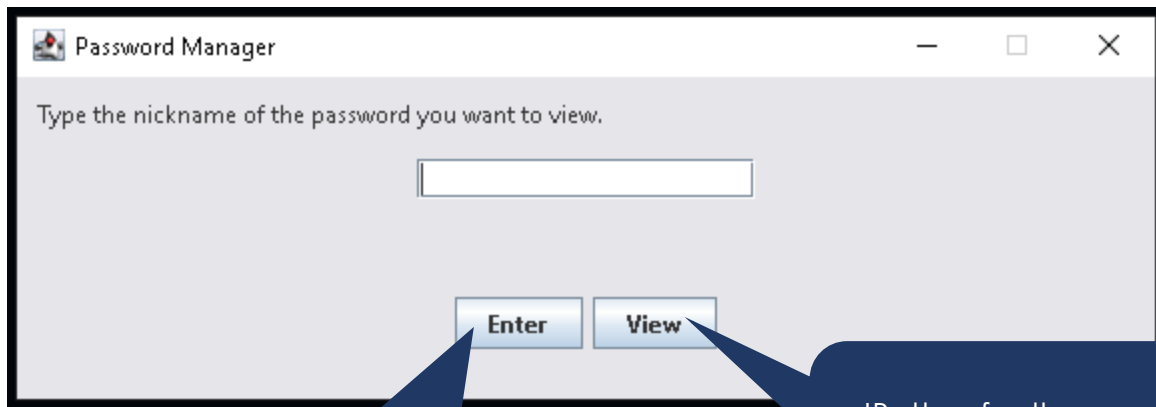 Password Manager
Type the nickname of the password you want to view.
Enter
View